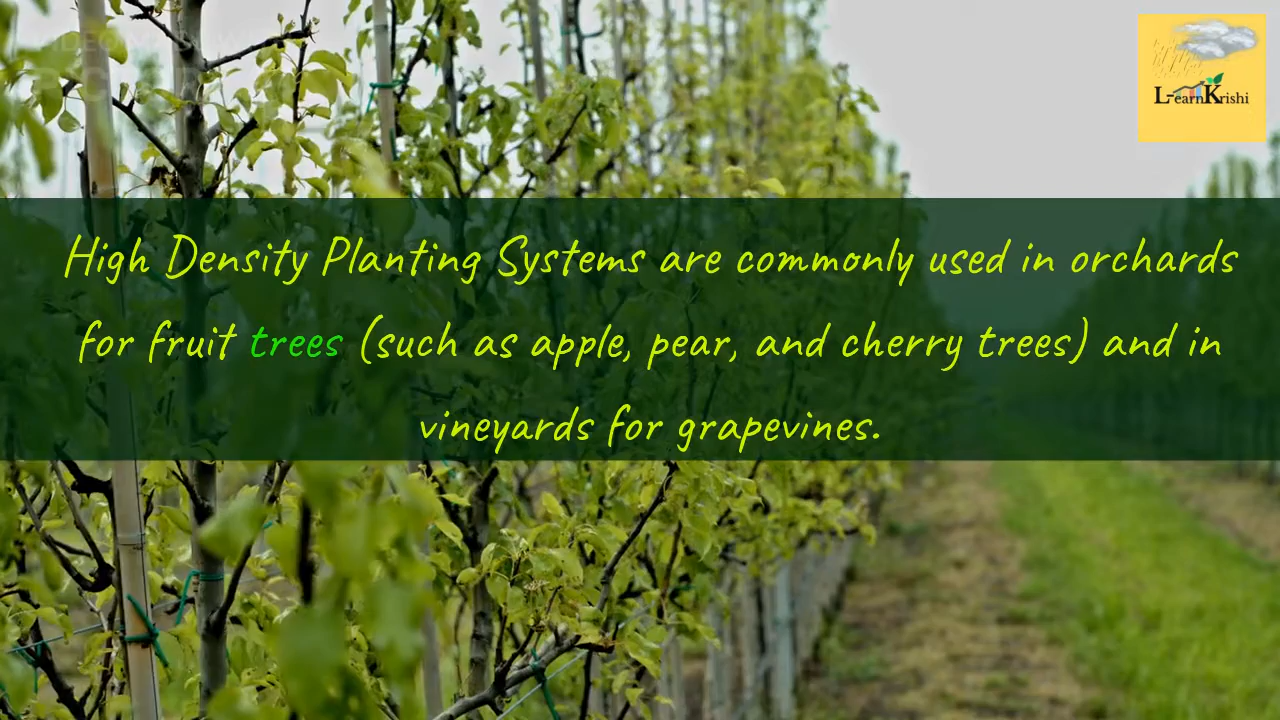 LearnKrishi
High Density Planting Systems are commonly used in orchards
for fruit trees (such as apple, pear, and cherry trees) and in
vineyards for grapevines.